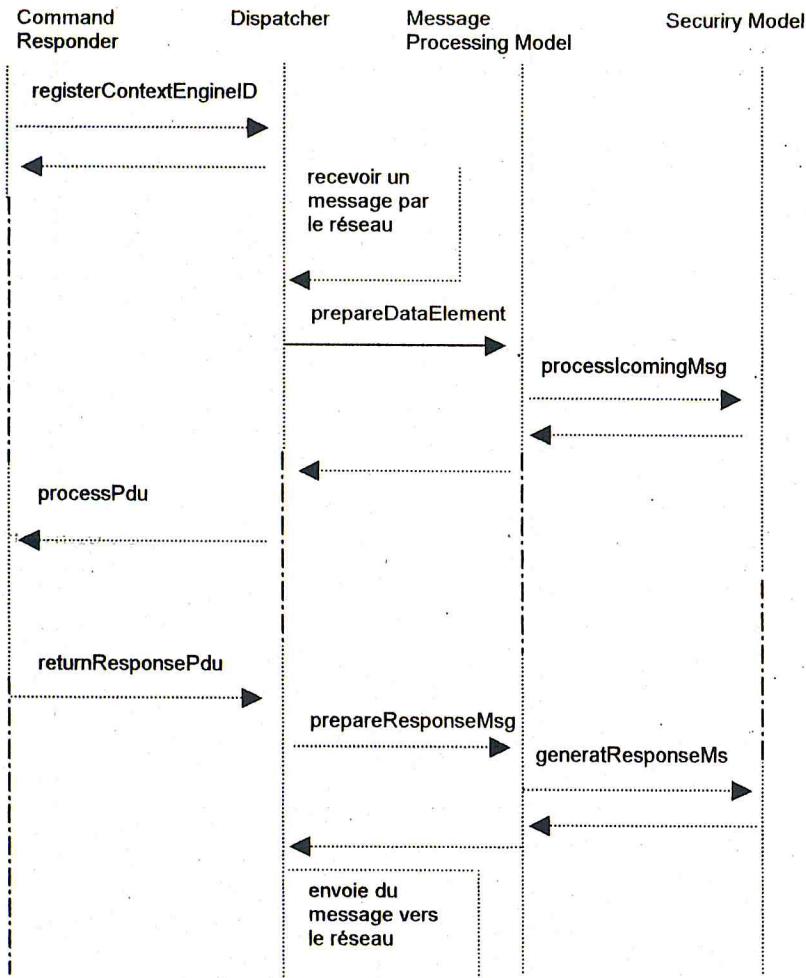 Command
Responder
Dispatcher
Message
Processing Model
Securiry Model
registerContextEngineID
recevoir un
message par
le réseau
prepareDataElement
processIcomingMsg
processPdu
returnResponsePdu
prepareResponseMsg
generatResponseMs
envoie du
message vers
le réseau